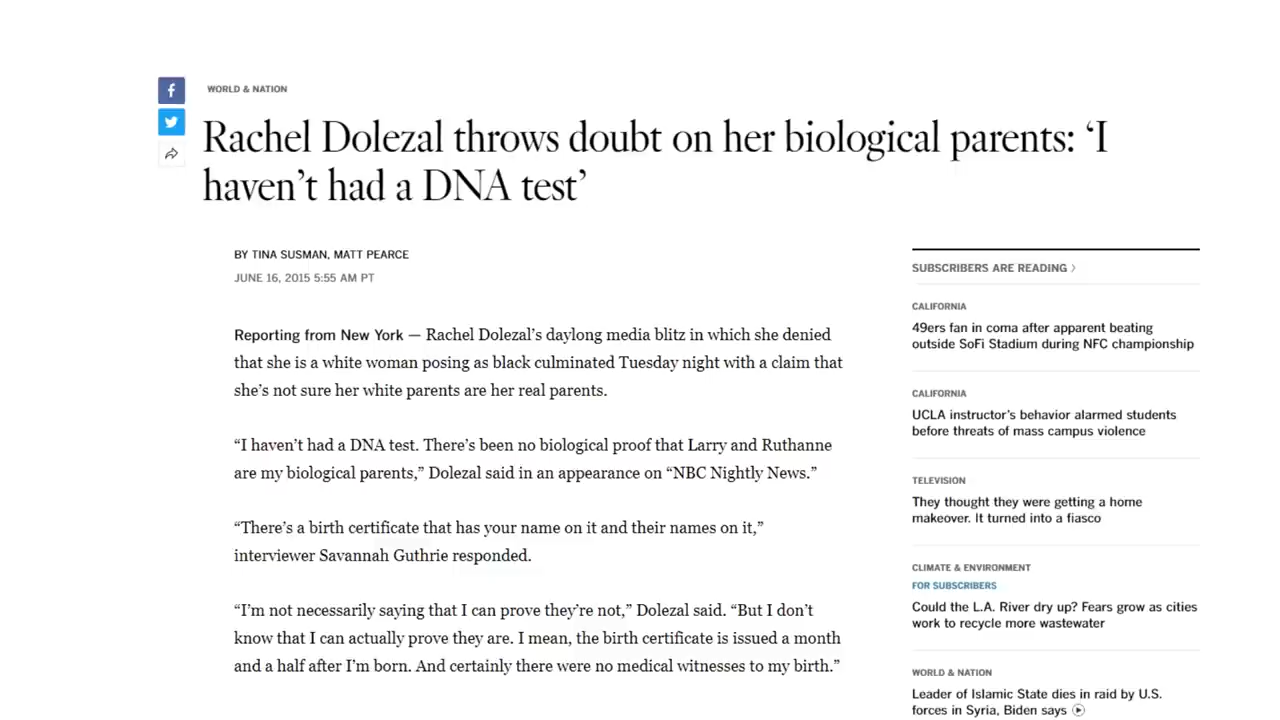 WORLD & NATION
Rachel Dolezal throws doubt on her biological parents: ‘I
haven’t had a DNA test’
BY TINA SUSMAN, MATT PEARCE
JUNE 16, 2015 5:55 AM PT
Reporting from New York — Rachel Dolezal’s daylong media blitz in which she denied
that she is a white woman posing as black culminated Tuesday night with a claim that
she’s not sure her white parents are her real parents.
“I haven’t had a DNA test. There’s been no biological proof that Larry and Ruthanne
are my biological parents,” Dolezal said in an appearance on “NBC Nightly News.”
“There’s a birth certificate that has your name on it and their names on it,”
interviewer Savannah Guthrie responded.
“I’m not necessarily saying that I can prove they’re not,” Dolezal said. “But I don’t
know that I can actually prove they are. I mean, the birth certificate is issued a month
and a half after I’m born. And certainly there were no medical witnesses to my birth.”
SUBSCRIBERS ARE READING
CALIFORNIA
49ers fan in coma after apparent beating
outside SoFi Stadium during NFC championship
CALIFORNIA
UCLA instructor’s behavior alarmed students
before threats of mass campus violence
TELEVISION
They thought they were getting a home
makeover. It turned into a fiasco
CLIMATE & ENVIRONMENT
FOR SUBSCRIBERS
Could the L.A. River dry up? Fears grow as cities
work to recycle more wastewater
WORLD & NATION
Leader of Islamic State dies in raid by U.S.
forces in Syria, Biden says